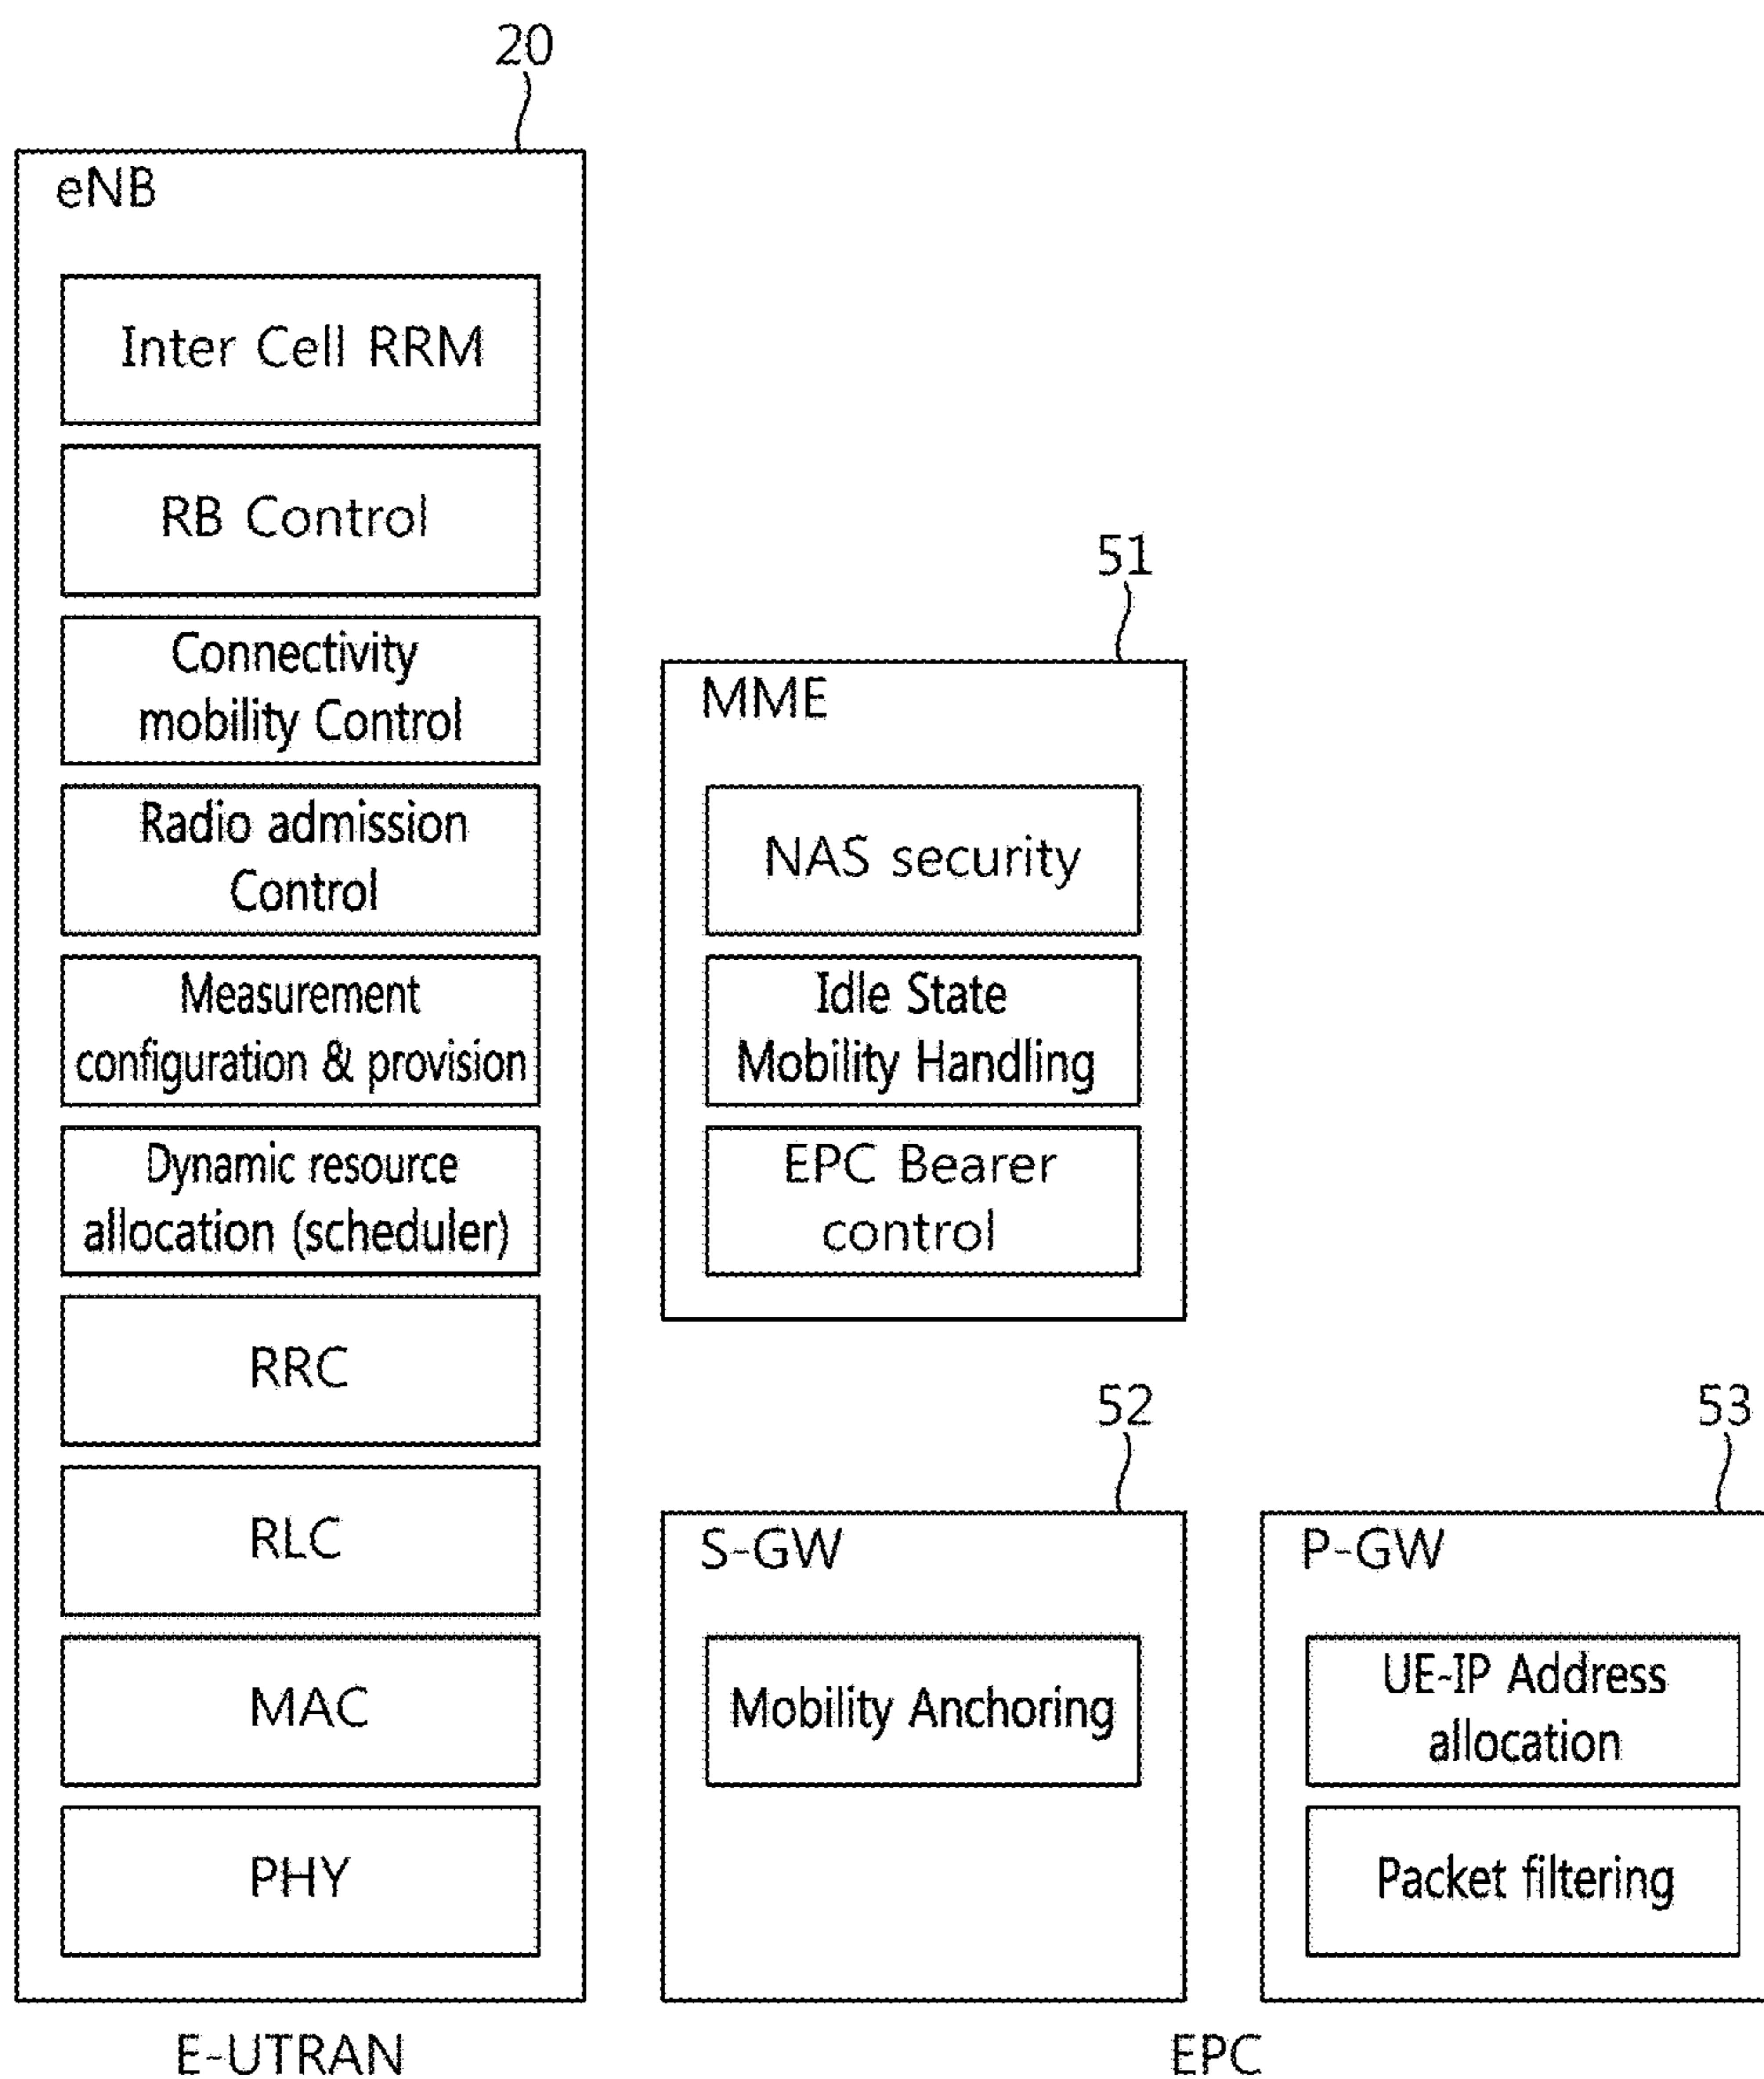 20
eNB
Inter Cell RRM
RB Control
Connectivity
mobility Control
Radio admission
Control
Measurement
configuration & provision
Dynamic resource
allocation (scheduler)
RRC
RLC
MAC
PHY
E-UTRAN
51
MME
NAS security
Idle State
Mobility Handling
EPC Bearer
control
52
S-GW
Mobility Anchoring
53
P-GW
UE-IP Address
allocation
Packet filtering
EPC